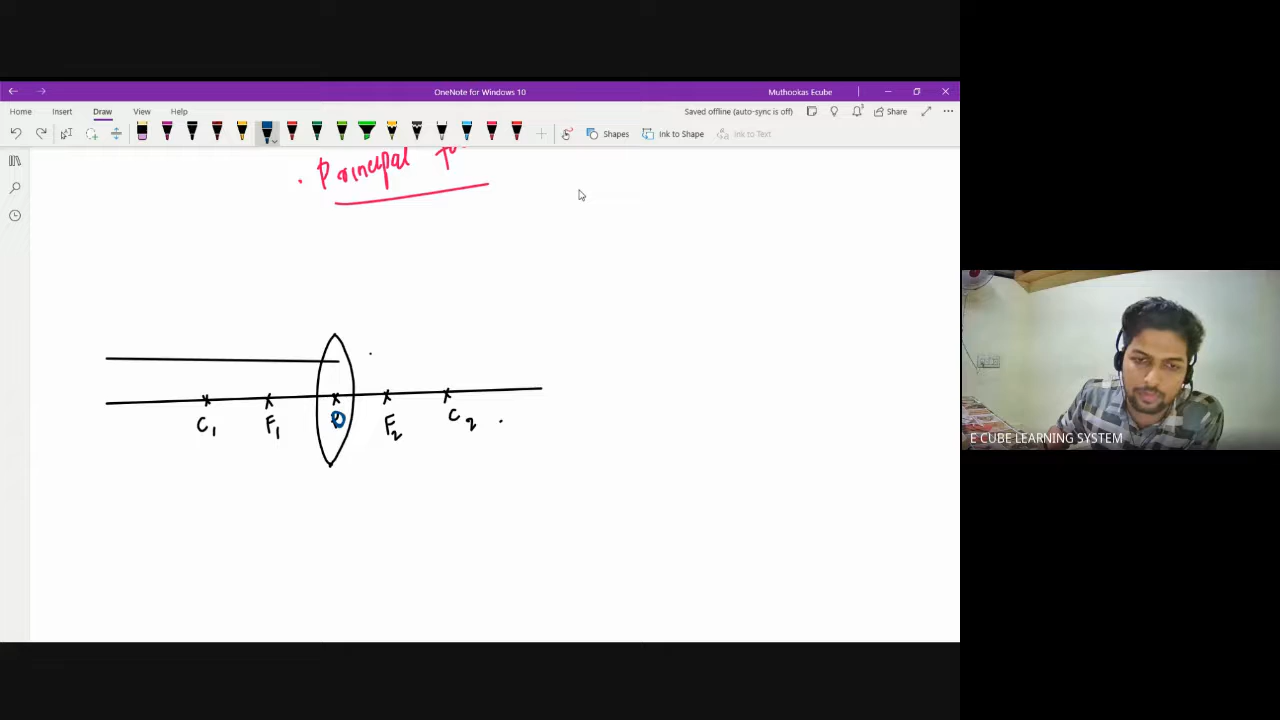 OneNote for Windows 10
Muthookas Ecube
Home Insert Draw View Help
Saved offline (auto-sync is off)
Share
Shapes
Ink to Shape
Ink to Text
. Principal
C1 F1 F2 C2
E CUBE LEARNING SYSTEM